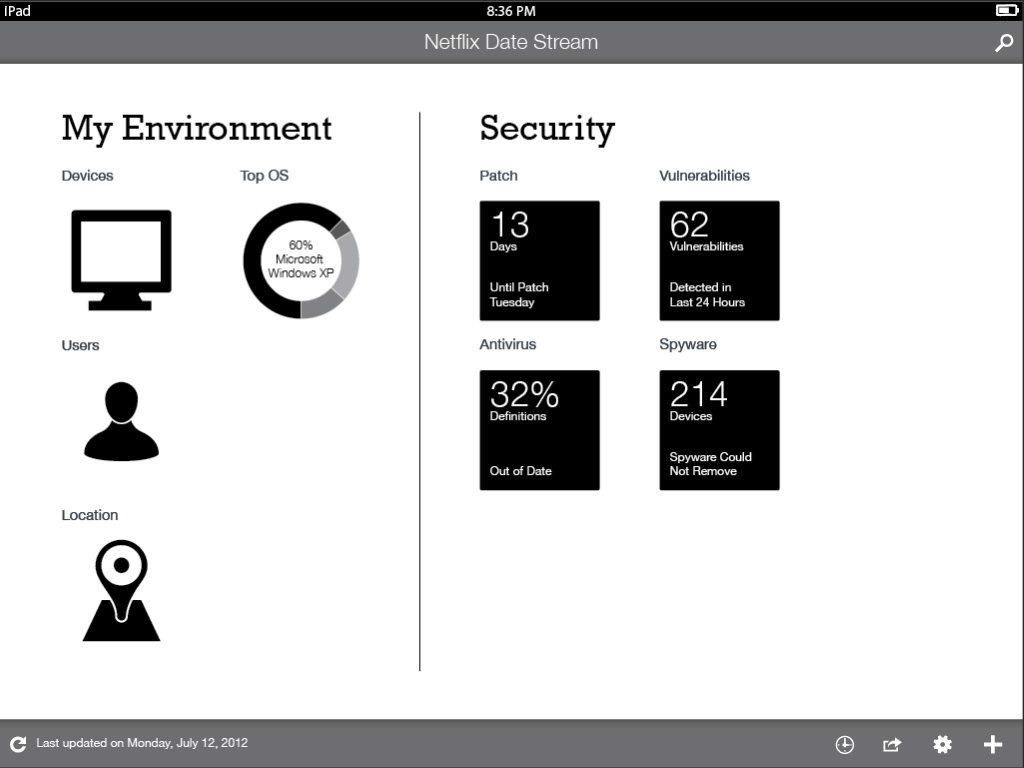 iPad
8:36 PM
Netflix Date Stream
My Environment
Devices
Top OS
60%
Microsoft
Windows XP
Users
Location
Security
Patch
13
Days
Until Patch
Tuesday
Vulnerabilities
62
Vulnerabilities
Detected in
Last 24 Hours
Antivirus
32%
Definitions
Out of Date
Spyware
214
Devices
Spyware Could
Not Remove
Last updated on Monday, July 12, 2012